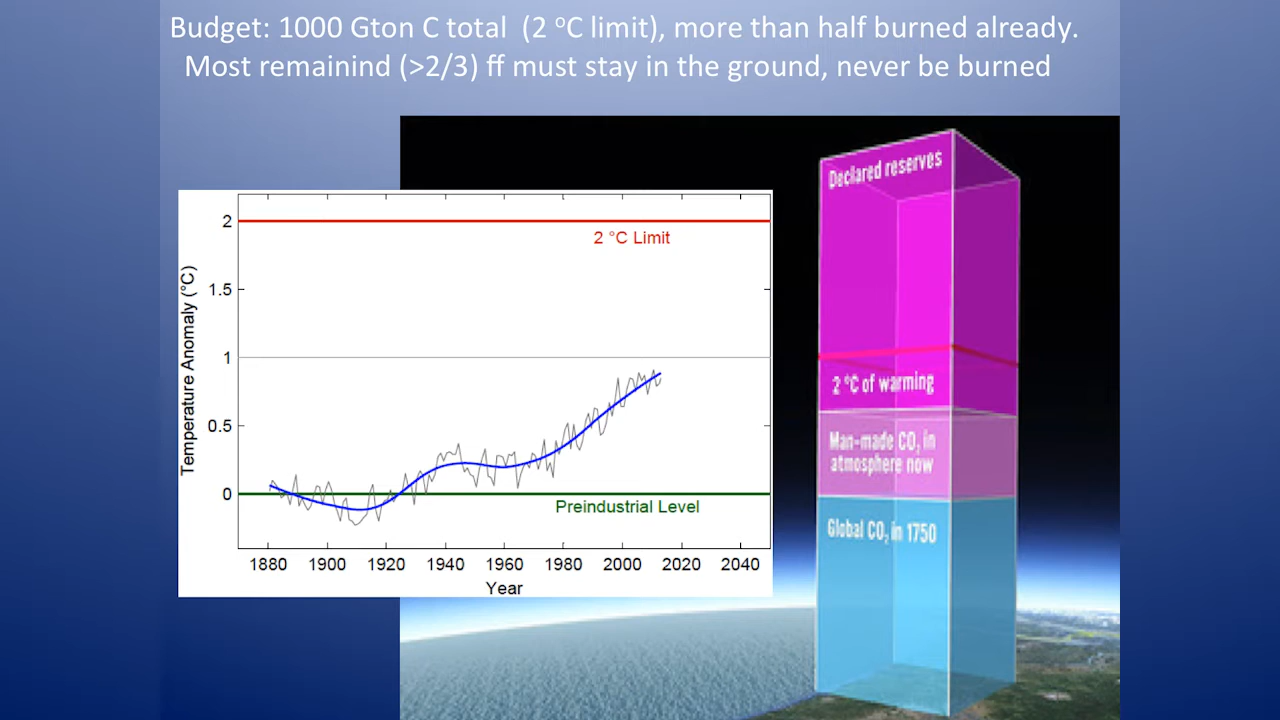 Budget: 1000 Gton C total (2 °C limit), more than half burned already.
Most remainind (>2/3) ff must stay in the ground, never be burned
Declared reserves
2 °C of warming
Man-made CO₂ in
atmosphere now
Global CO₂ in 1750
Temperature Anomaly (°C)
2
1.5
1
0.5
0
2 °C Limit
Preindustrial Level
1880 1900 1920 1940 1960 1980 2000 2020 2040
Year